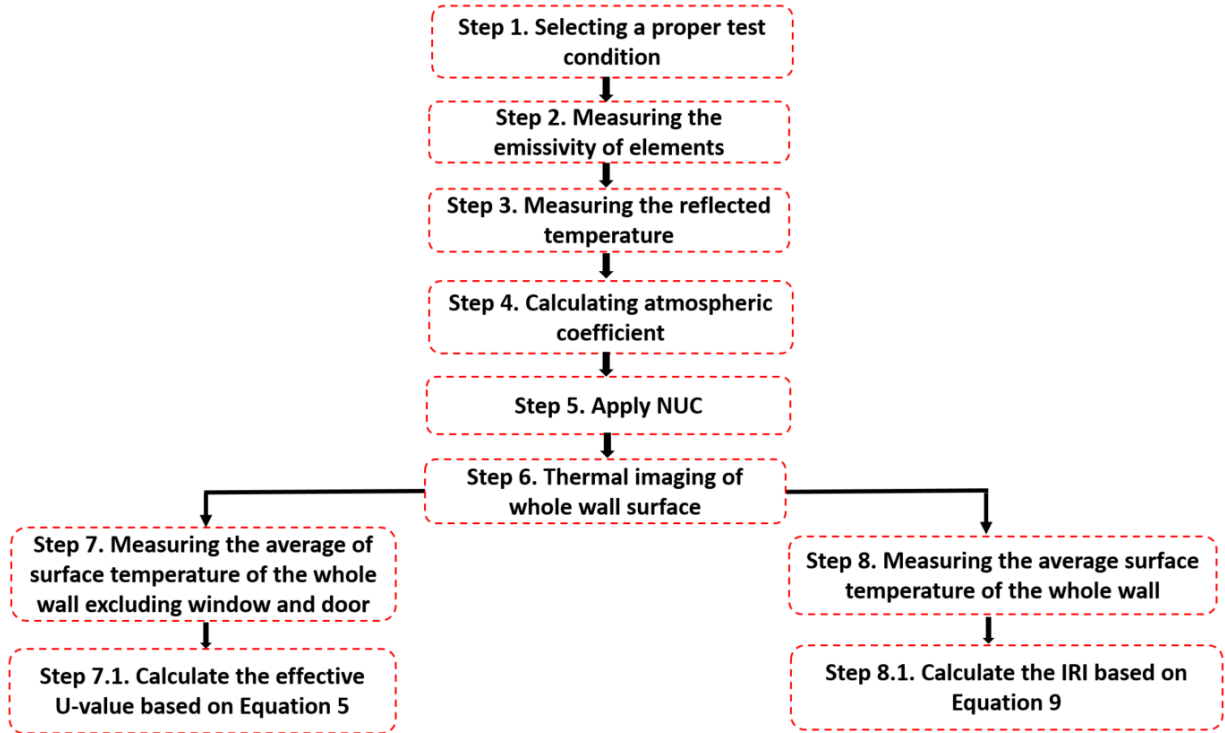 Step 1. Selecting a proper test
condition
Step 2. Measuring the
emissivity of elements
Step 3. Measuring the reflected
temperature
Step 4. Calculating atmospheric
coefficient
Step 5. Apply NUC
Step 6. Thermal imaging of
whole wall surface
Step 7. Measuring the average of
surface temperature of the whole
wall excluding window and door
Step 7.1. Calculate the effective
U-value based on Equation 5
Step 8. Measuring the average surface
temperature of the whole wall
Step 8.1. Calculate the IRI based on
Equation 9